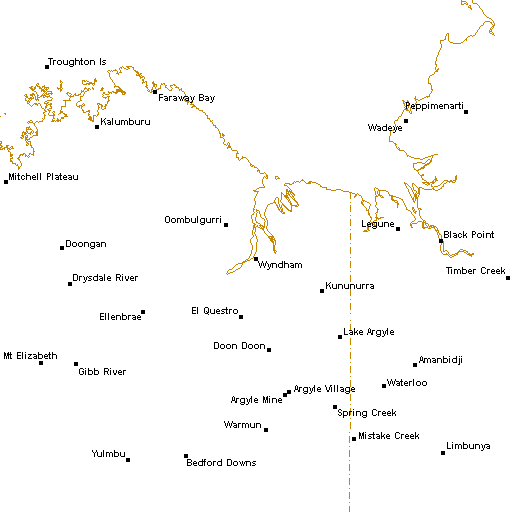 Troughton Is
Faraway Bay
Peppimenarti
Kalumburu
Wadeye
Mitchell Plateau
Oombulgurri
Legune
Black Point
Doongan
Wyndham
Timber Creek
Drysdale River
Kununurra
Ellenbrae
El Questro
Lake Argyle
Doon Doon
Mt Elizabeth
Amanbidji
Gibb River
Waterloo
Argyle Village
Argyle Mine
Spring Creek
Warmun
Mistake Creek
Limbunya
Yulmbu
Bedford Downs